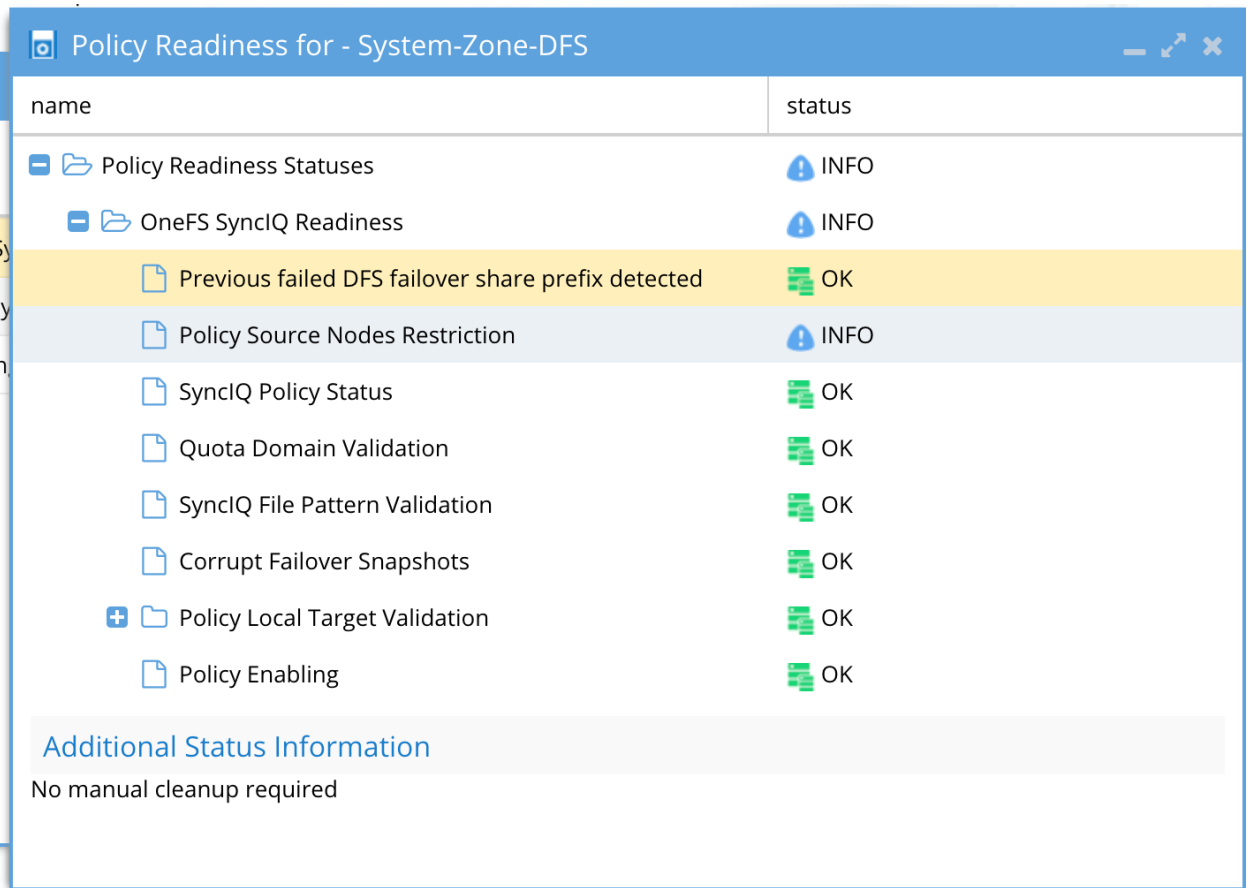 Policy Readiness for - System-Zone-DFS
name status
Policy Readiness Statuses INFO
OneFS SyncIQ Readiness INFO
Previous failed DFS failover share prefix detected OK
Policy Source Nodes Restriction INFO
SyncIQ Policy Status OK
Quota Domain Validation OK
SyncIQ File Pattern Validation OK
Corrupt Failover Snapshots OK
Policy Local Target Validation OK
Policy Enabling OK
Additional Status Information
No manual cleanup required